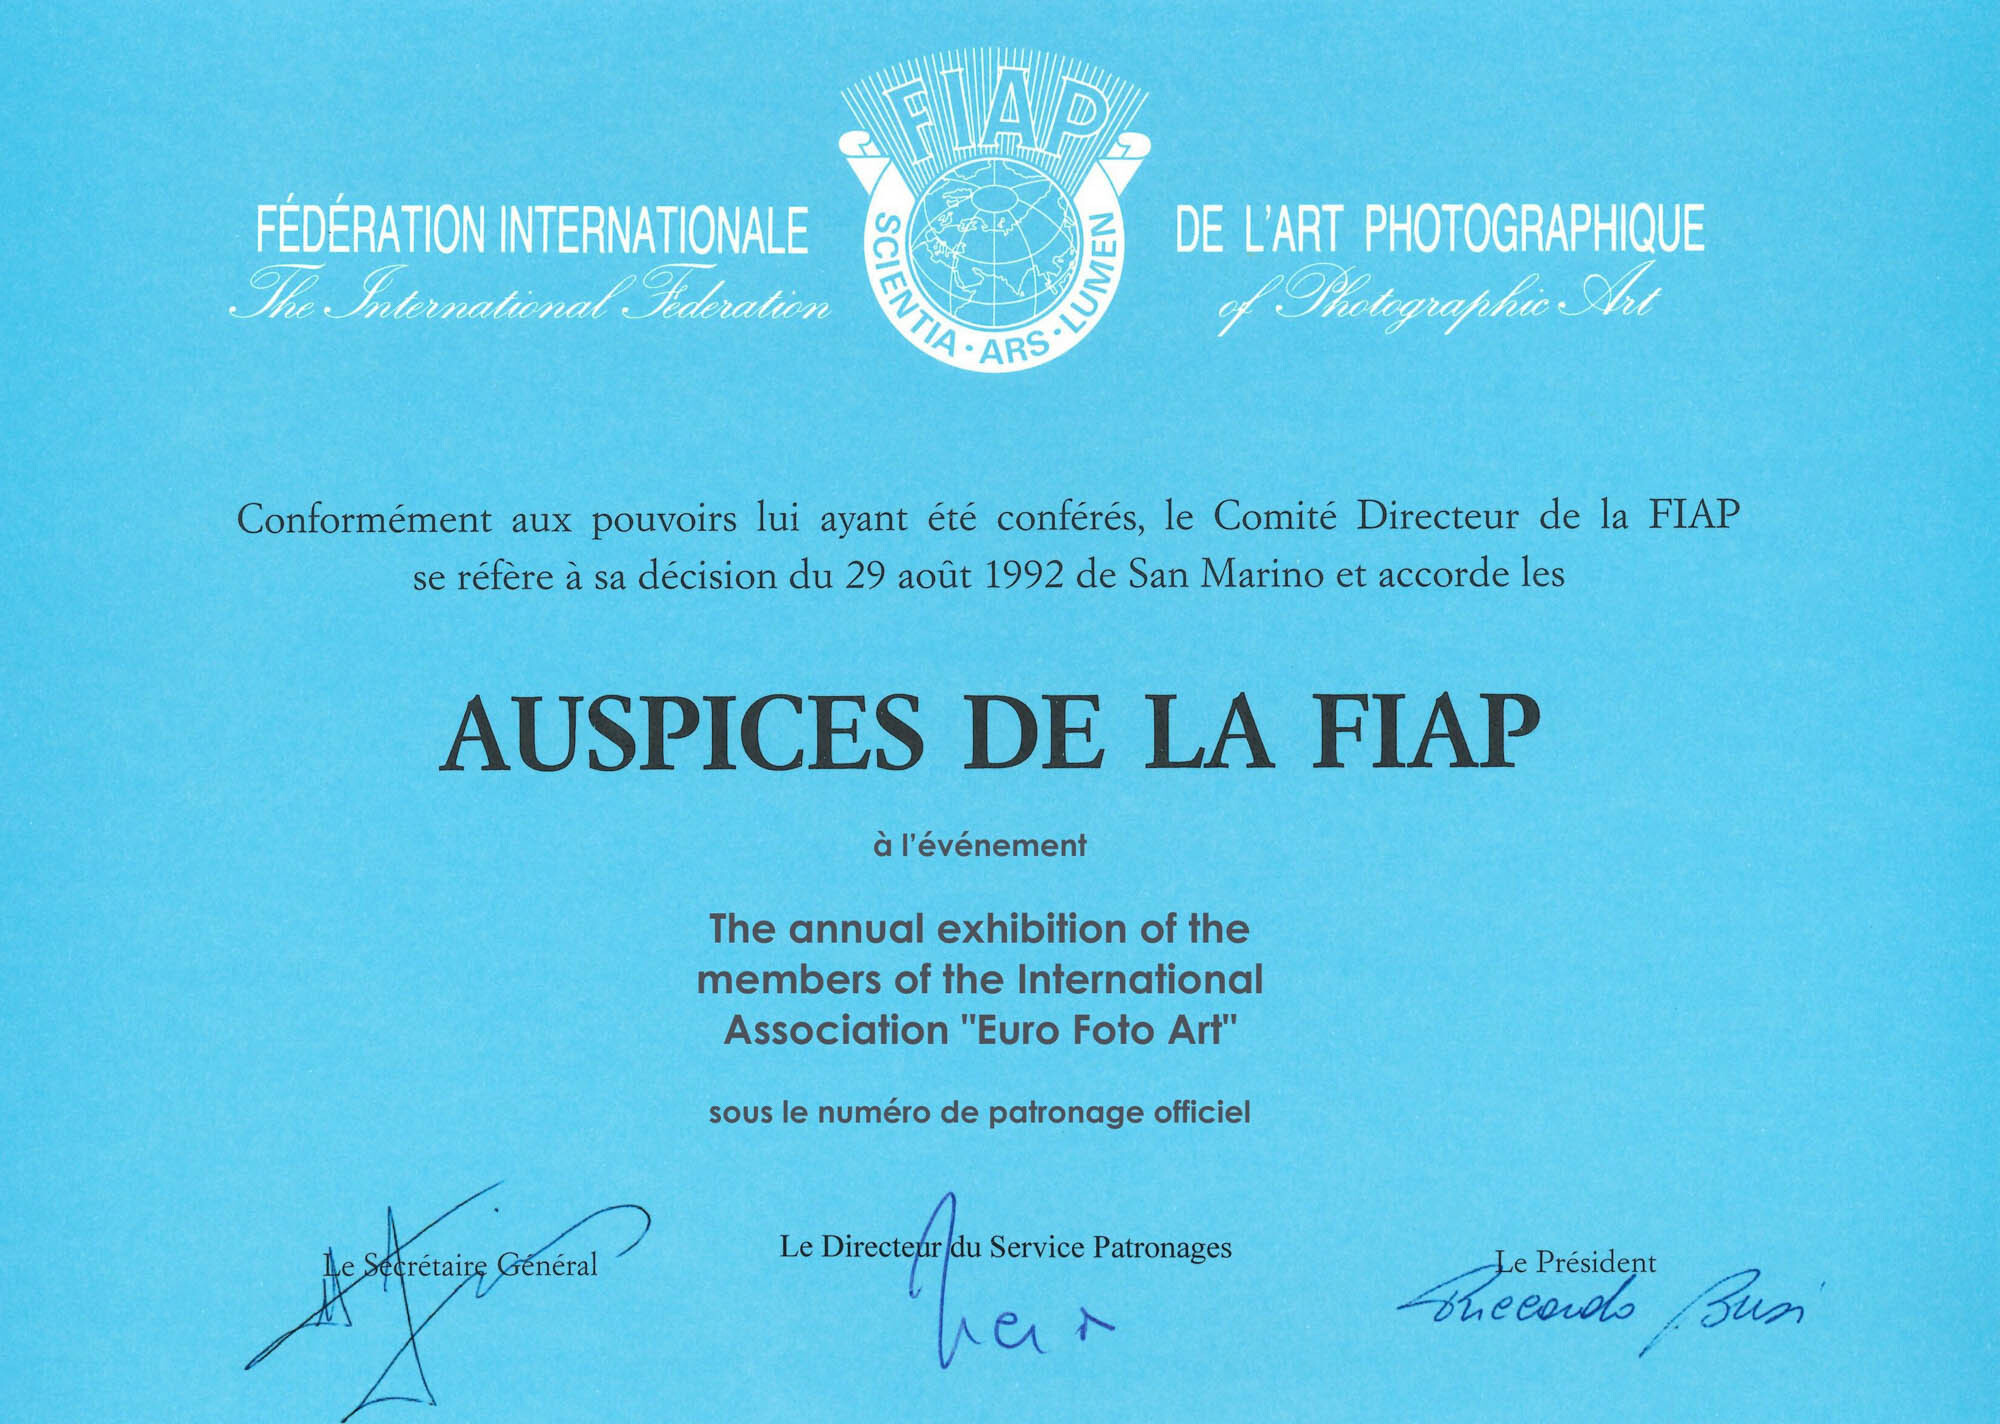 FIAP
SCIENTIA · ARS · LUMEN
FÉDÉRATION INTERNATIONALE DE L'ART PHOTOGRAPHIQUE
The International Federation of Photographic Art
Conformément aux pouvoirs lui ayant été conférés, le Comité Directeur de la FIAP
se réfère à sa décision du 29 août 1992 de San Marino et accorde les
AUSPICES DE LA FIAP
à l'événement
The annual exhibition of the
members of the International
Association "Euro Foto Art"
sous le numéro de patronage officiel
Le Secrétaire Général
Le Directeur du Service Patronages
Le Président
Riccardo Busi